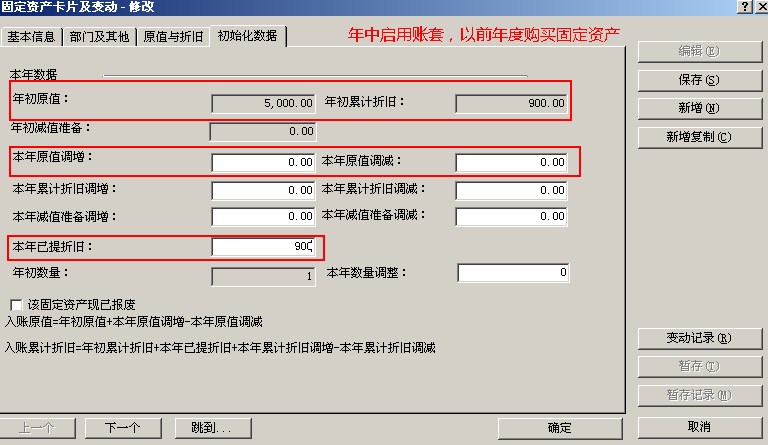 固定资产卡片及变动 - 修改
基本信息 部门及其他 原值与折旧 初始化数据
年中启用账套，以前年度购买固定资产
本年数据
年初原值： 5,000.00 年初累计折旧： 900.00
年初减值准备： 0.00
本年原值调增： 0.00 本年原值调减： 0.00
本年累计折旧调增： 0.00 本年累计折旧调减： 0.00
本年减值准备调增： 0.00 本年减值准备调减： 0.00
本年已提折旧： 900
年初数量： 1 本年数量调整： 0
该固定资产现已报废
入账原值=年初原值+本年原值调增-本年原值调减
入账累计折旧=年初累计折旧+本年已提折旧+本年累计折旧调增-本年累计折旧调减
编辑(E)
保存(S)
新增(N)
新增复制(C)
变动记录(R)
暂存(T)
暂存记录(M)
上一个 下一个 跳到... 确定 取消